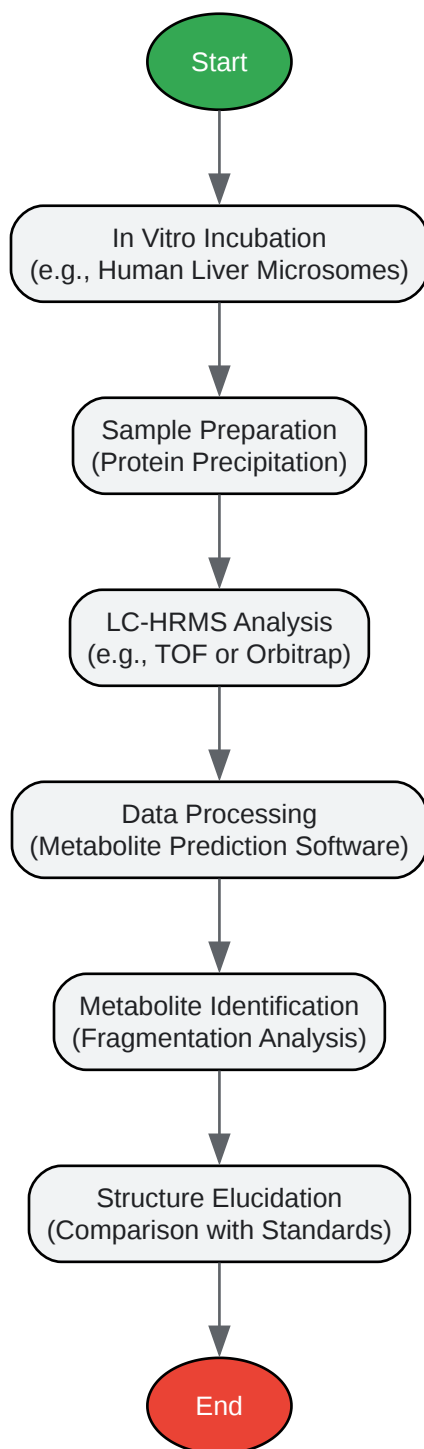 Start
In Vitro Incubation
(e.g., Human Liver Microsomes)
Sample Preparation
(Protein Precipitation)
LC-HRMS Analysis
(e.g., TOF or Orbitrap)
Data Processing
(Metabolite Prediction Software)
Metabolite Identification
(Fragmentation Analysis)
Structure Elucidation
(Comparison with Standards)
End